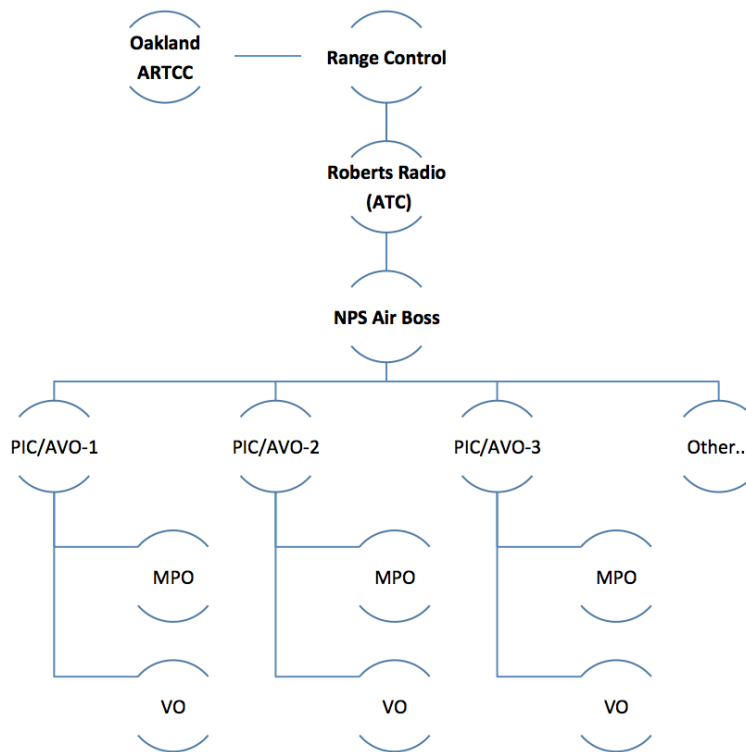 Oakland
ARTCC
Range Control
Roberts Radio
(ATC)
NPS Air Boss
PIC/AVO-1
PIC/AVO-2
PIC/AVO-3
Other...
MPO
MPO
MPO
VO
VO
VO